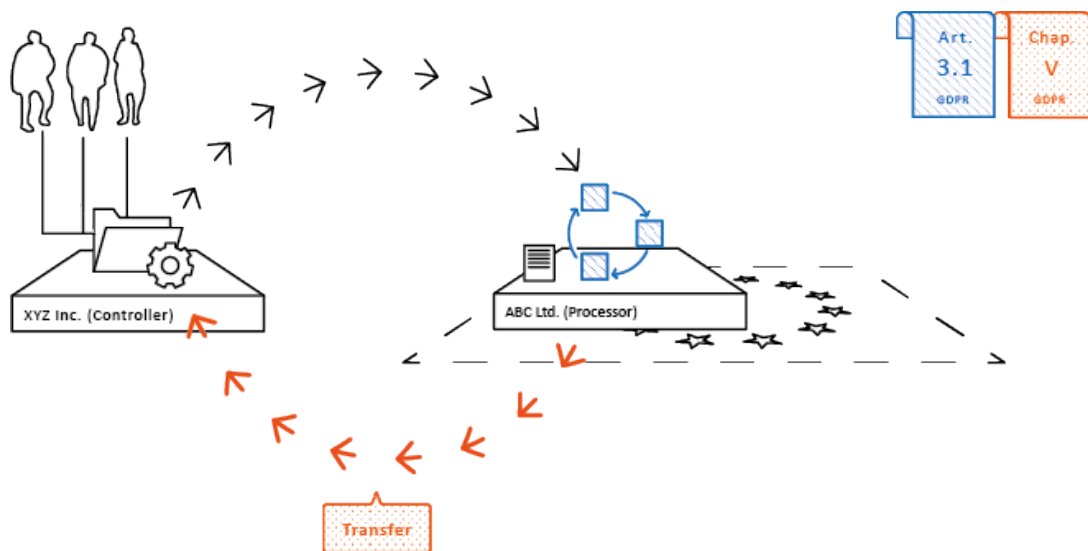 Art.
3.1
GDPR
Chap.
V
GDPR
XYZ Inc. (Controller)
ABC Ltd. (Processor)
Transfer